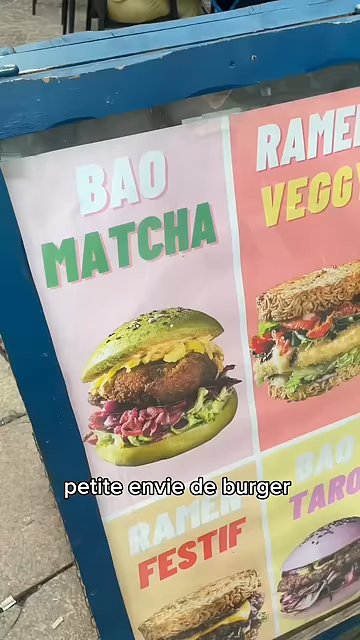 BAO
MATCHA
RAMEN
VEGGY
petite envie de burger
RAMEN
FESTIF
BAO
TARO